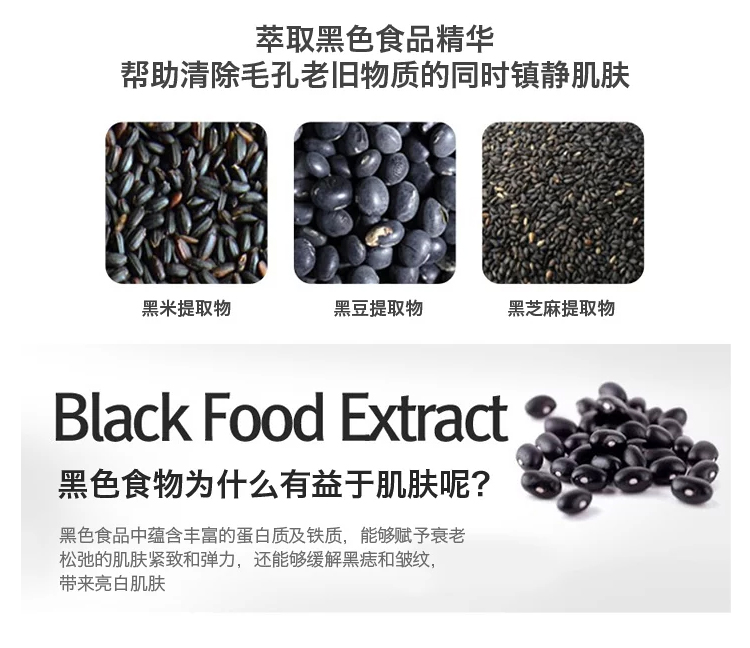 萃取黑色食品精华
帮助清除毛孔老旧物质的同时镇静肌肤
黑米提取物
黑豆提取物
黑芝麻提取物
Black Food Extract
黑色食物为什么有益于肌肤呢?
黑色食品中蕴含丰富的蛋白质及铁质，能够赋予衰老
松弛的肌肤紧致和弹力，还能够缓解黑痣和皱纹，
带来亮白肌肤